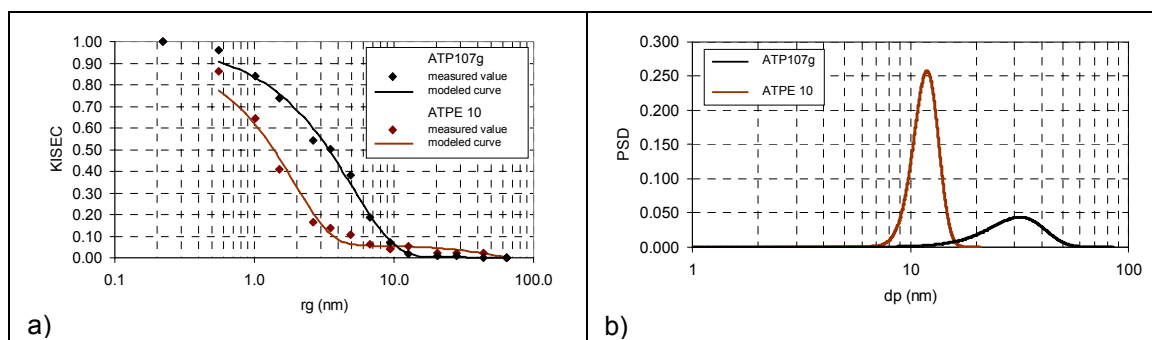 1.00
0.90
0.80
0.70
0.60
0.50
0.40
0.30
0.20
0.10
0.00
KISEC
0.1 1.0 10.0 100.0
rg (nm)
ATP107g
measured value
modeled curve
ATPE 10
measured value
modeled curve
a)
0.300
0.250
0.200
0.150
0.100
0.050
0.000
PSD
1 10 100
dp (nm)
ATP107g
ATPE 10
b)